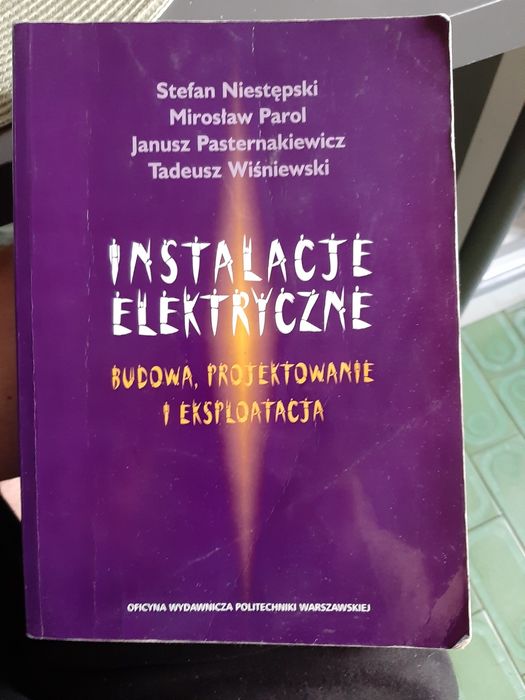 Stefan Niestępski
Mirosław Parol
Janusz Pasternakiewicz
Tadeusz Wiśniewski
INSTALACJE
ELEKTRYCZNE
BUDOWA, PROJEKTOWANIE
I EKSPLOATACJA
OFICYNA WYDAWNICZA POLITECHNIKI WARSZAWSKIEJ